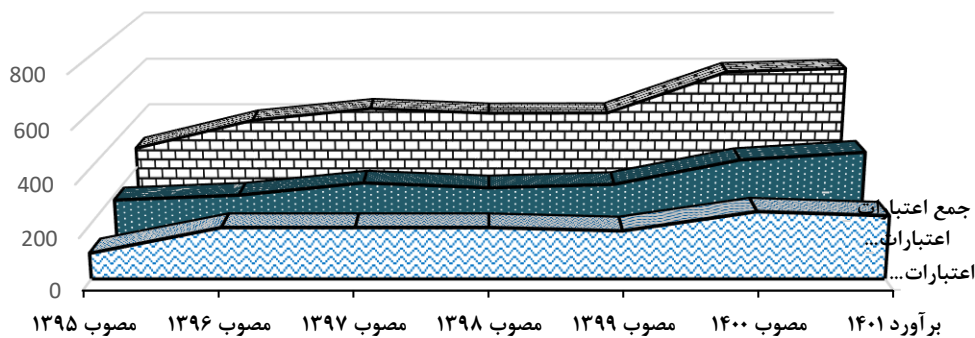 800
600
400
200
0
جمع اعتبارات
اعتبارات...
اعتبارات...
مصوب ۱۳۹۵ مصوب ۱۳۹۶ مصوب ۱۳۹۷ مصوب ۱۳۹۸ مصوب ۱۳۹۹ مصوب ۱۴۰۰ برآورد ۱۴۰۱